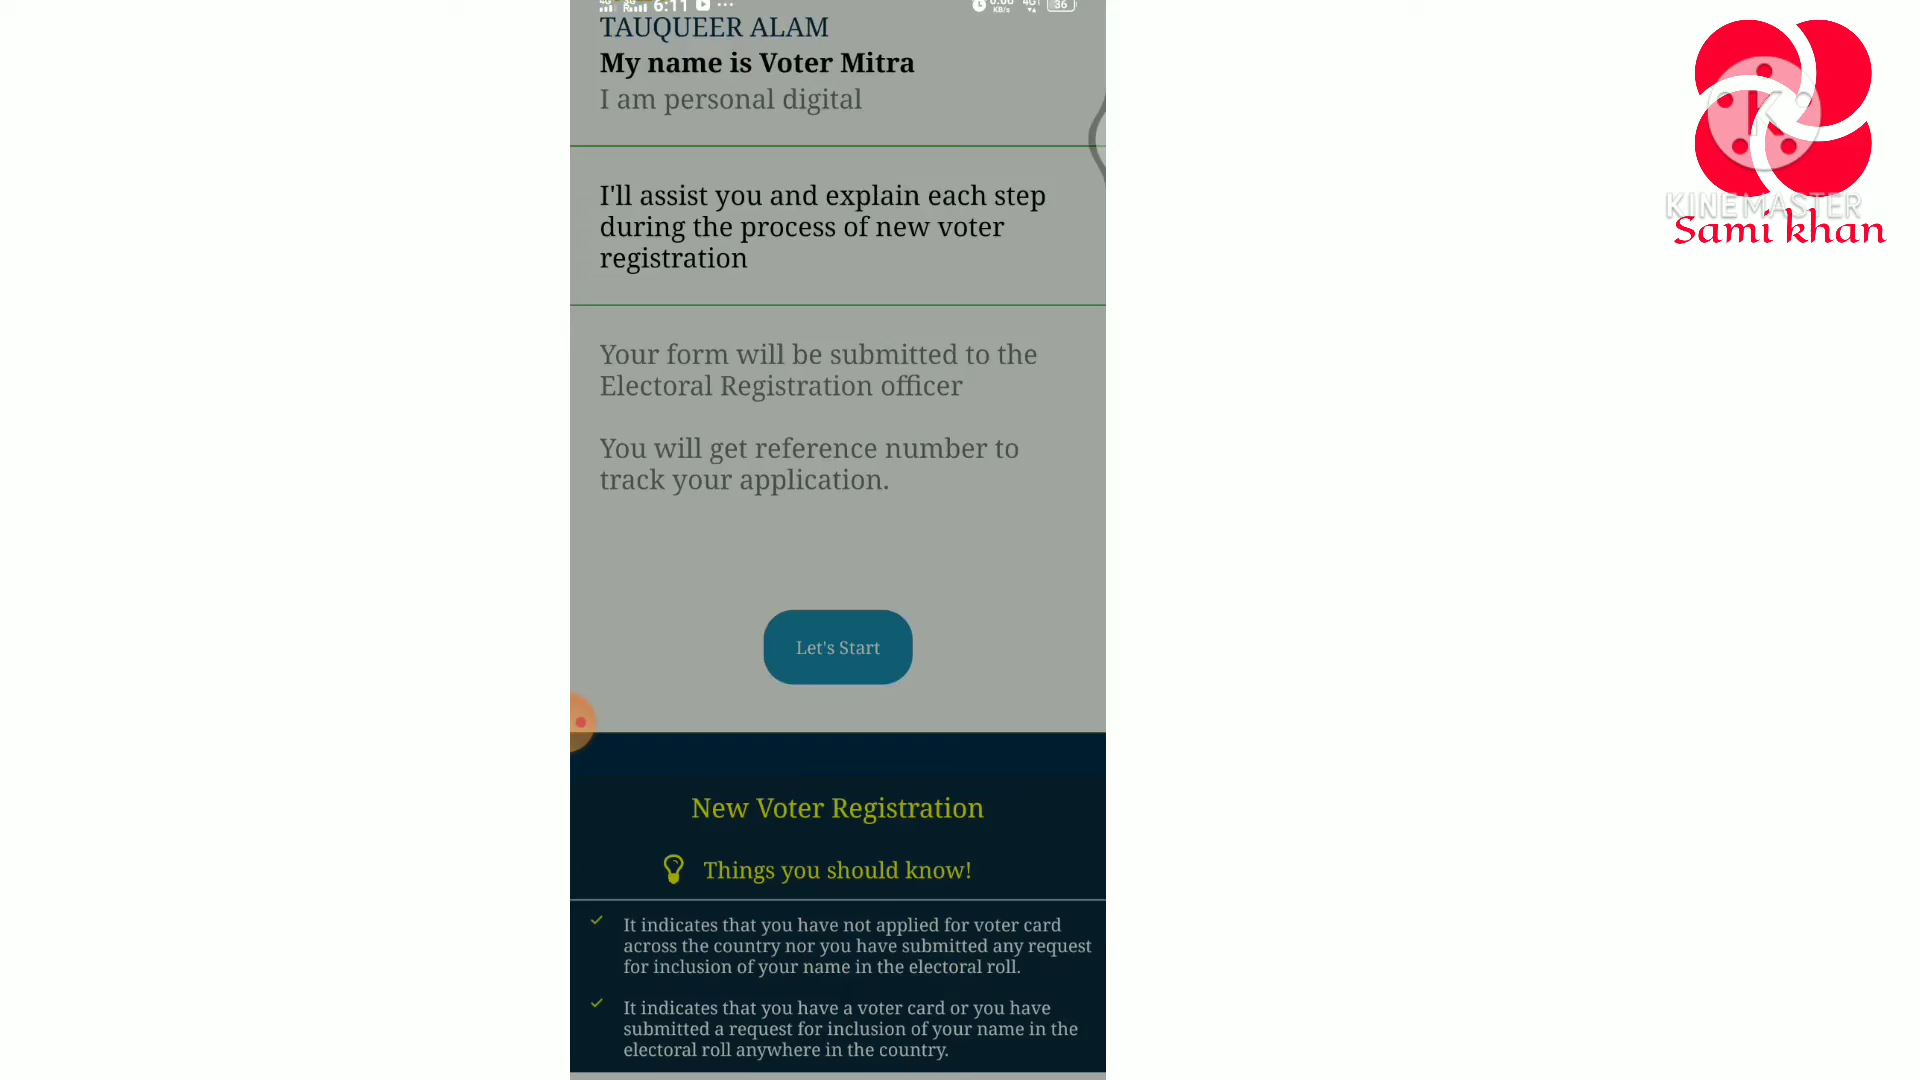 6:11
36
TAUQUEER ALAM
My name is Voter Mitra
I am personal digital
I'll assist you and explain each step
during the process of new voter
registration
Your form will be submitted to the
Electoral Registration officer
You will get reference number to
track your application.
Let's Start
New Voter Registration
Things you should know!
It indicates that you have not applied for voter card
across the country nor you have submitted any request
for inclusion of your name in the electoral roll.
It indicates that you have a voter card or you have
submitted a request for inclusion of your name in the
electoral roll anywhere in the country.
K
KINEMASTER
Sami khan